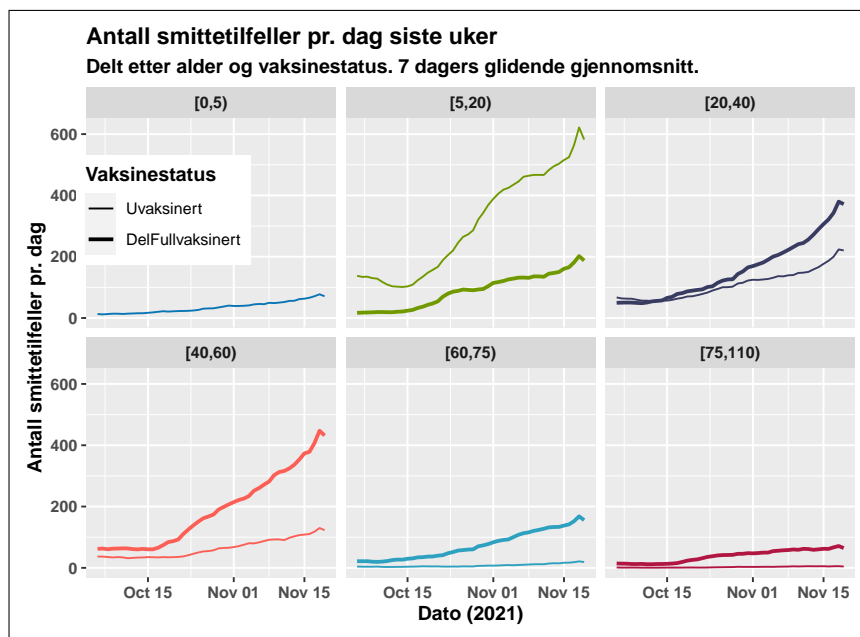 Antall smittetilfeller pr. dag siste uker
Delt etter alder og vaksinestatus. 7 dagers glidende gjennomsnitt.
[0,5)
[5,20)
[20,40)
600
400
200
0
Vaksinestatus
Uvaksinert
DelFullvaksinert
Antall smittetilfeller pr. dag
[40,60)
[60,75)
[75,110)
600
400
200
0
Oct 15
Nov 01
Nov 15
Oct 15
Nov 01
Nov 15
Oct 15
Nov 01
Nov 15
Dato (2021)